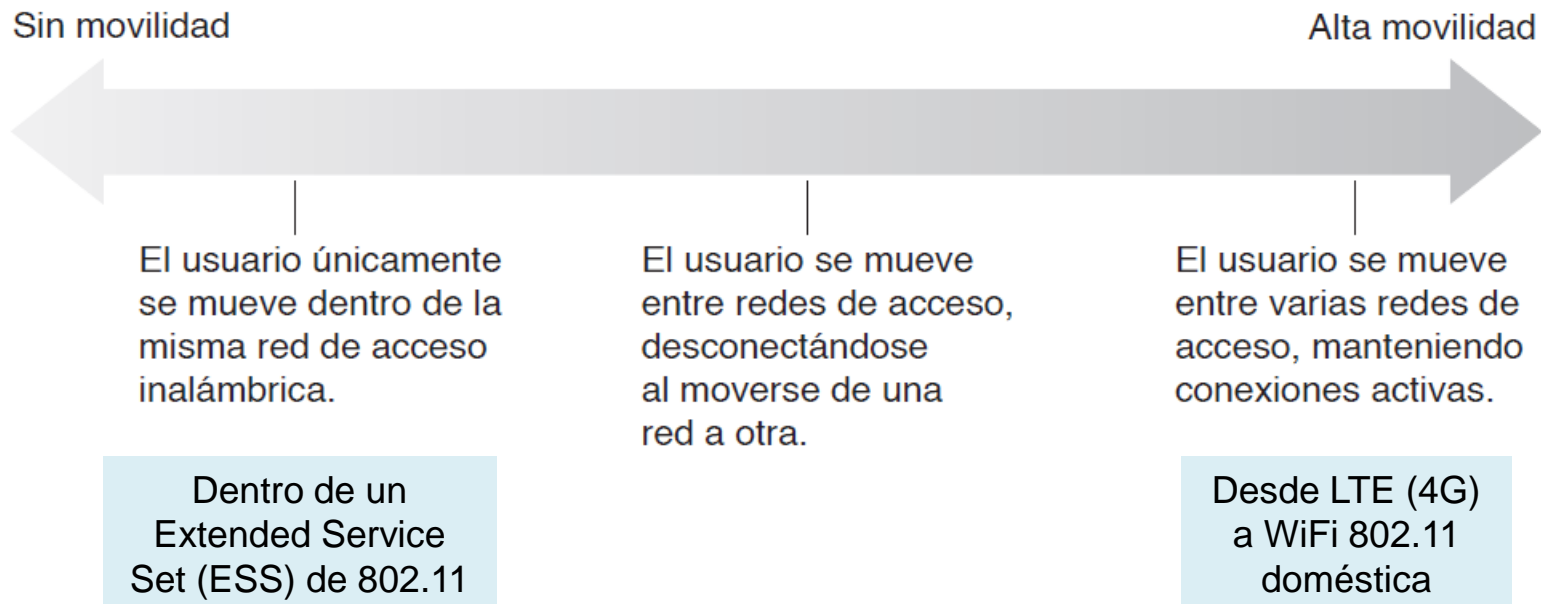 Sin movilidad
Alta movilidad
El usuario únicamente
se mueve dentro de la
misma red de acceso
inalámbrica.
El usuario se mueve
entre redes de acceso,
desconectándose
al moverse de una
red a otra.
El usuario se mueve
entre varias redes de
acceso, manteniendo
conexiones activas.
Dentro de un
Extended Service
Set (ESS) de 802.11
Desde LTE (4G)
a WiFi 802.11
doméstica